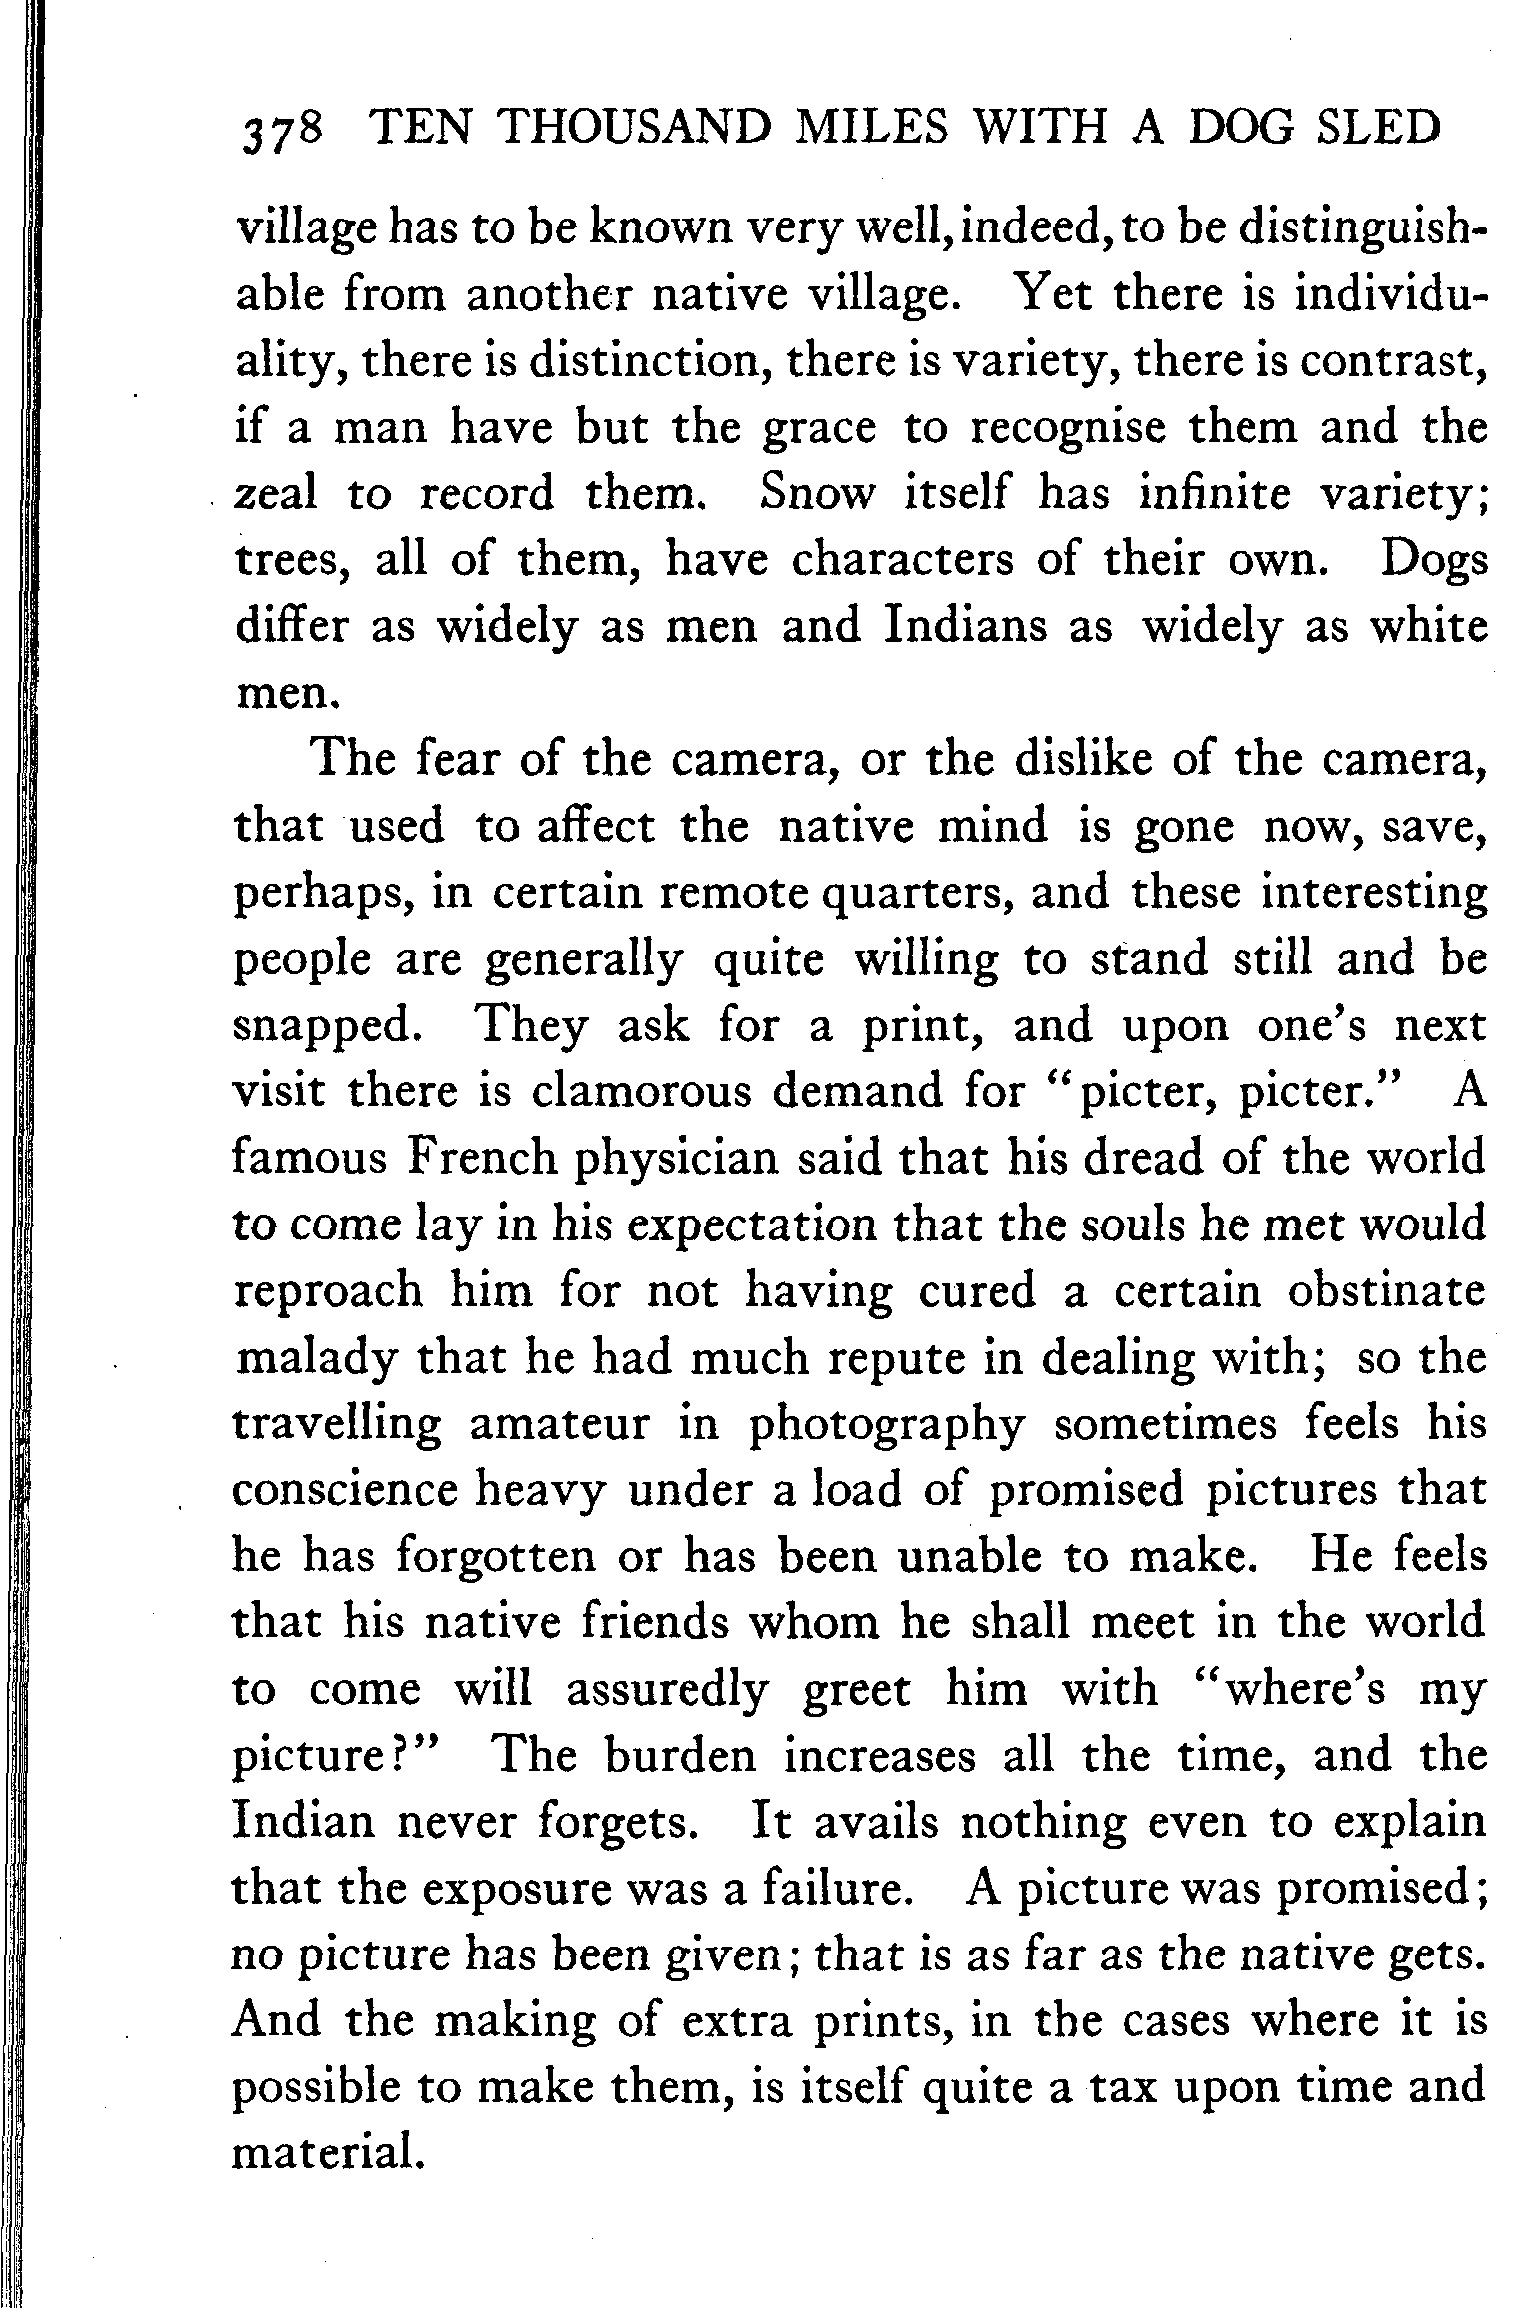 378 TEN THOUSAND MILES WITH A DOG SLED
village has to be known very well, indeed, to be distinguish-
able from another native village. Yet there is individu-
ality, there is distinction, there is variety, there is contrast,
if a man have but the grace to recognise them and the
zeal to record them. Snow itself has infinite variety;
trees, all of them, have characters of their own. Dogs
differ as widely as men and Indians as widely as white
men.
The fear of the camera, or the dislike of the camera,
that used to affect the native mind is gone now, save,
perhaps, in certain remote quarters, and these interesting
people are generally quite willing to stand still and be
snapped. They ask for a print, and upon one's next
visit there is clamorous demand for "picter, picter." A
famous French physician said that his dread of the world
to come lay in his expectation that the souls he met would
reproach him for not having cured a certain obstinate
malady that he had much repute in dealing with; so the
travelling amateur in photography sometimes feels his
conscience heavy under a load of promised pictures that
he has forgotten or has been unable to make. He feels
that his native friends whom he shall meet in the world
to come will assuredly greet him with "where's my
picture?" The burden increases all the time, and the
Indian never forgets. It avails nothing even to explain
that the exposure was a failure. A picture was promised;
no picture has been given; that is as far as the native gets.
And the making of extra prints, in the cases where it is
possible to make them, is itself quite a tax upon time and
material.